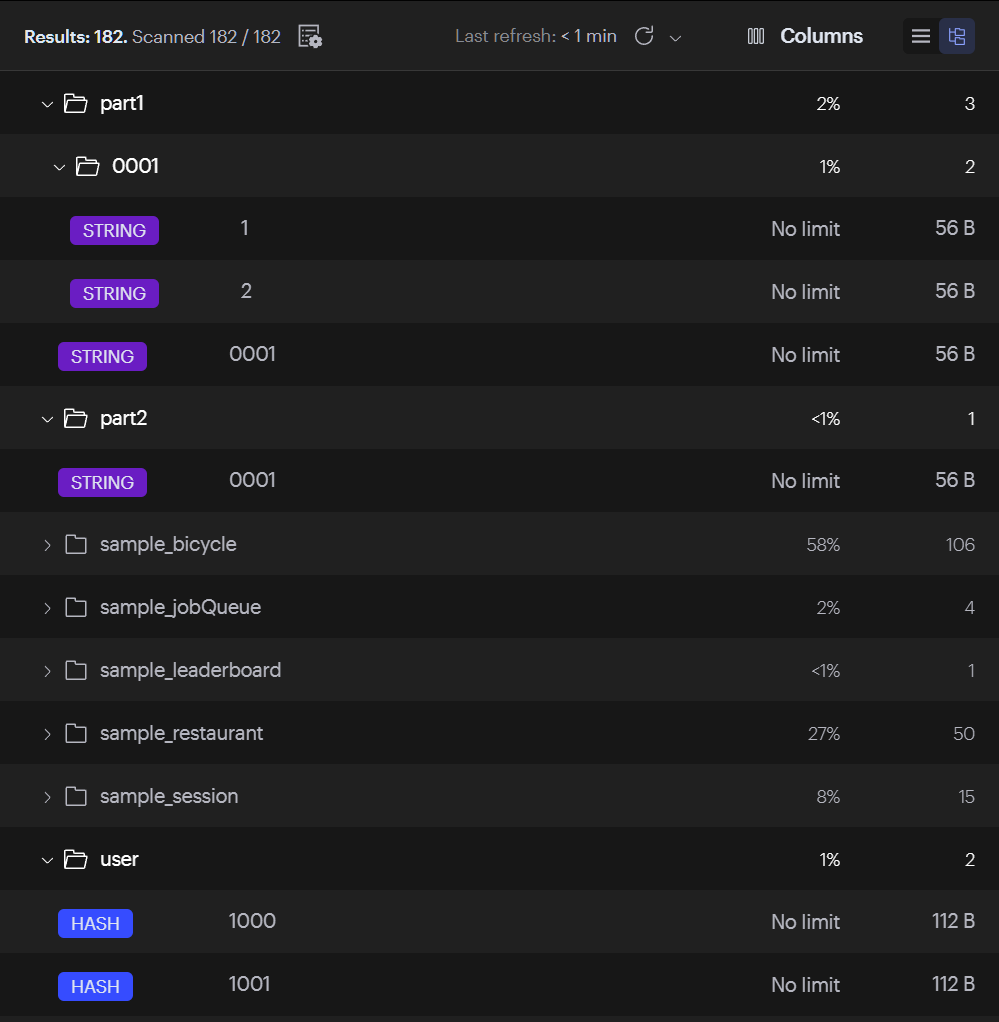 Results: 182. Scanned 182 / 182 Last refresh: < 1 min Columns
part1 2% 3
0001 1% 2
STRING 1 No limit 56 B
STRING 2 No limit 56 B
STRING 0001 No limit 56 B
part2 <1% 1
STRING 0001 No limit 56 B
sample_bicycle 58% 106
sample_jobQueue 2% 4
sample_leaderboard <1% 1
sample_restaurant 27% 50
sample_session 8% 15
user 1% 2
HASH 1000 No limit 112 B
HASH 1001 No limit 112 B